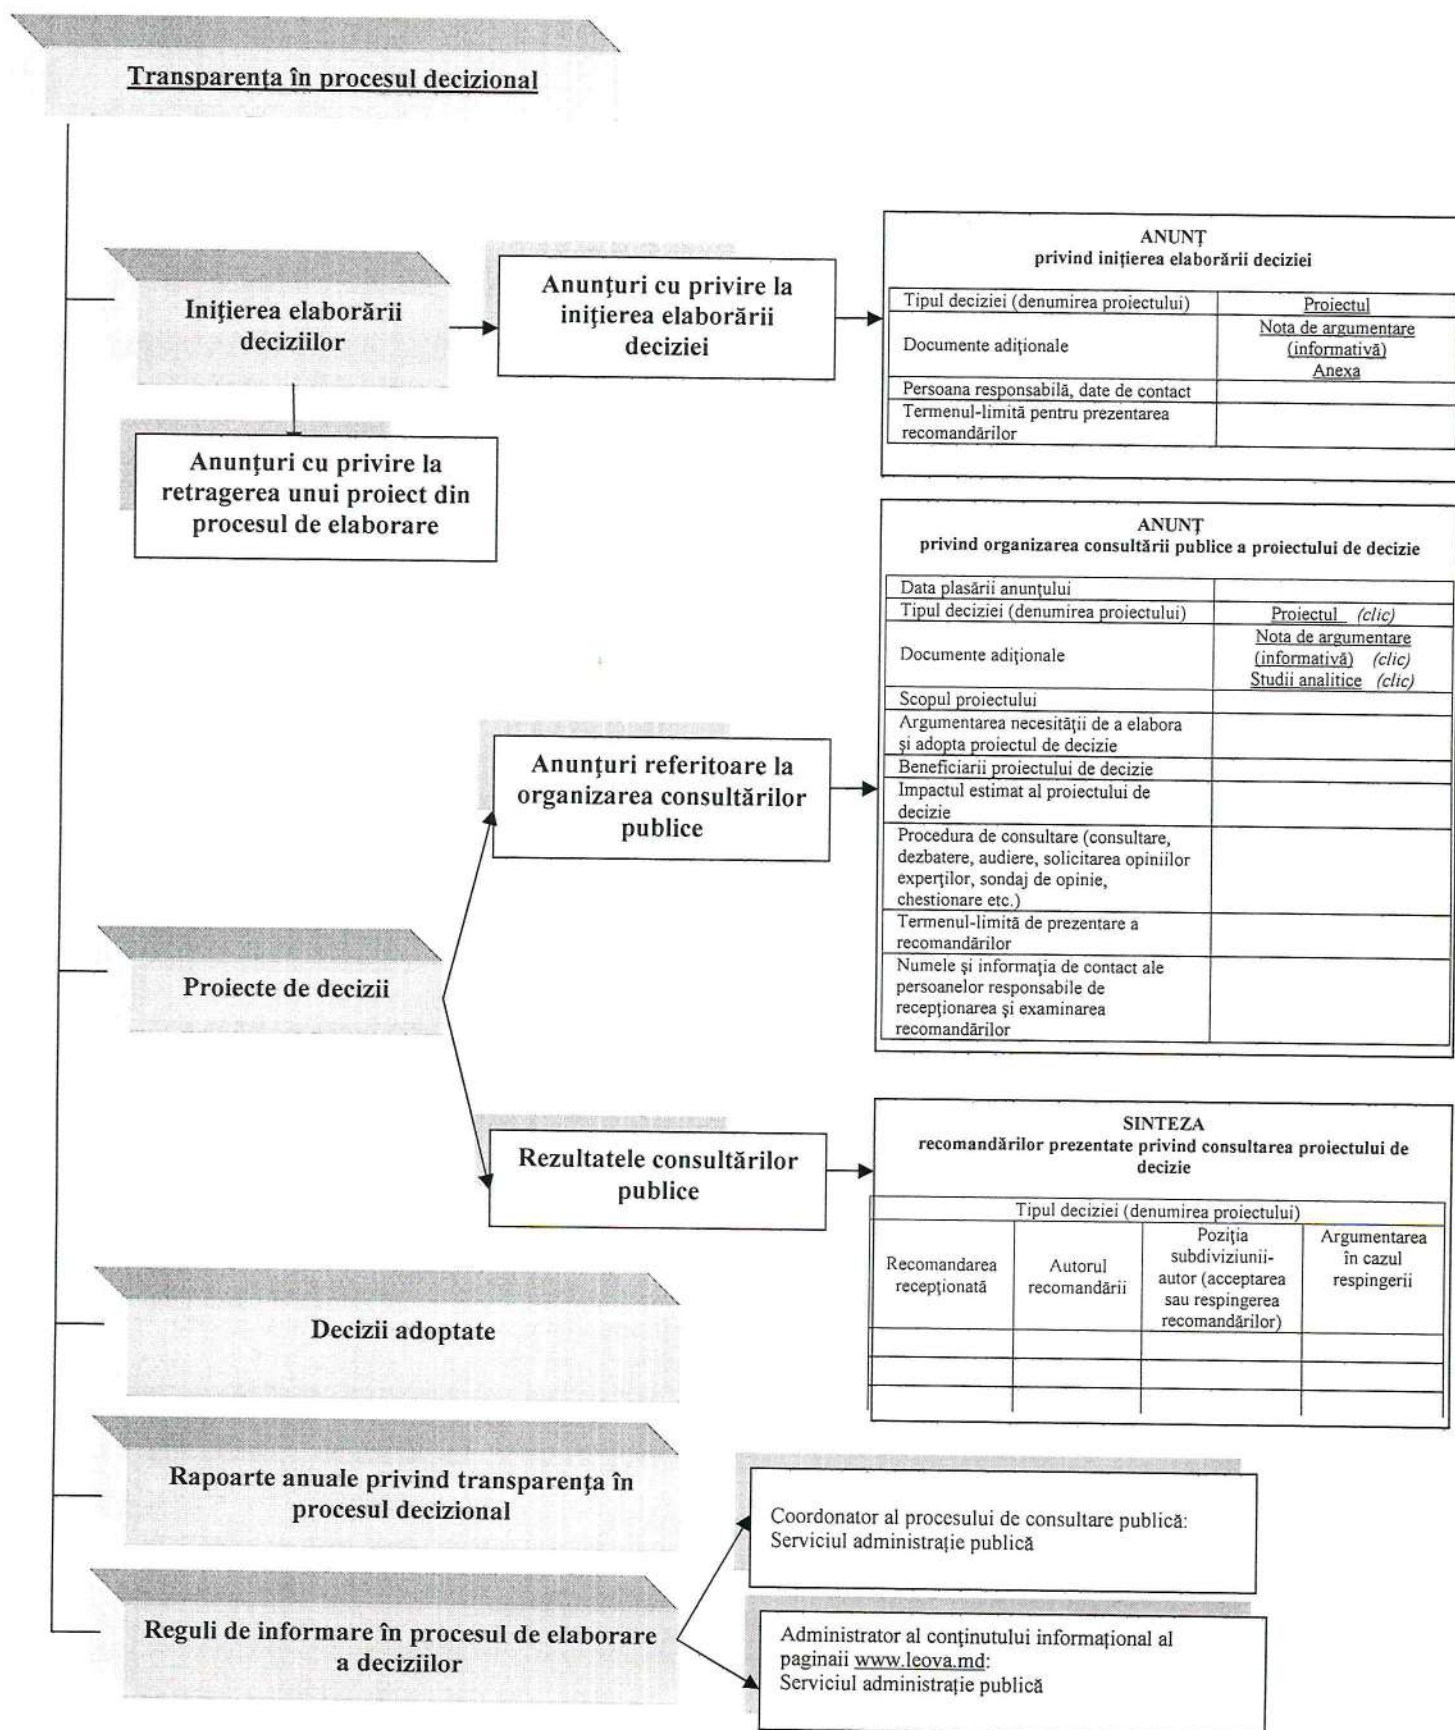 Transparența în procesul decizional
Inițierea elaborării
deciziilor
Anunțuri cu privire la
inițierea elaborării
deciziei
ANUNȚ
privind inițierea elaborării deciziei
Tipul deciziei (denumirea proiectului)
Proiectul
Documente adiționale
Nota de argumentare
(informativă)
Anexa
Persoana responsabilă, date de contact
Termenul-limită pentru prezentarea
recomandărilor
Anunțuri cu privire la
retragerea unui proiect din
procesul de elaborare
ANUNȚ
privind organizarea consultării publice a proiectului de decizie
Data plasării anunțului
Tipul deciziei (denumirea proiectului)
Proiectul (clic)
Documente adiționale
Nota de argumentare
(informativă) (clic)
Studii analitice (clic)
Scopul proiectului
Argumentarea necesității de a elabora
și adopta proiectul de decizie
Beneficiarii proiectului de decizie
Impactul estimat al proiectului de
decizie
Procedura de consultare (consultare,
dezbatere, audiere, solicitarea opiniilor
experților, sondaj de opinie,
chestionare etc.)
Termenul-limită de prezentare a
recomandărilor
Numele și informația de contact ale
persoanelor responsabile de
recepționarea și examinarea
recomandărilor
Anunțuri referitoare la
organizarea consultărilor
publice
Proiecte de decizii
Rezultatele consultărilor
publice
SINTEZA
recomandărilor prezentate privind consultarea proiectului de
decizie
Tipul deciziei (denumirea proiectului)
Recomandarea
recepționată
Autorul
recomandării
Poziția
subdiviziunii-
autor (acceptarea
sau respingerea
recomandărilor)
Argumentarea
în cazul
respingerii
Decizii adoptate
Rapoarte anuale privind transparența în
procesul decizional
Coordonator al procesului de consultare publică:
Serviciul administrație publică
Reguli de informare în procesul de elaborare
a deciziilor
Administrator al conținutului informațional al
paginaii www.leova.md:
Serviciul administrație publică